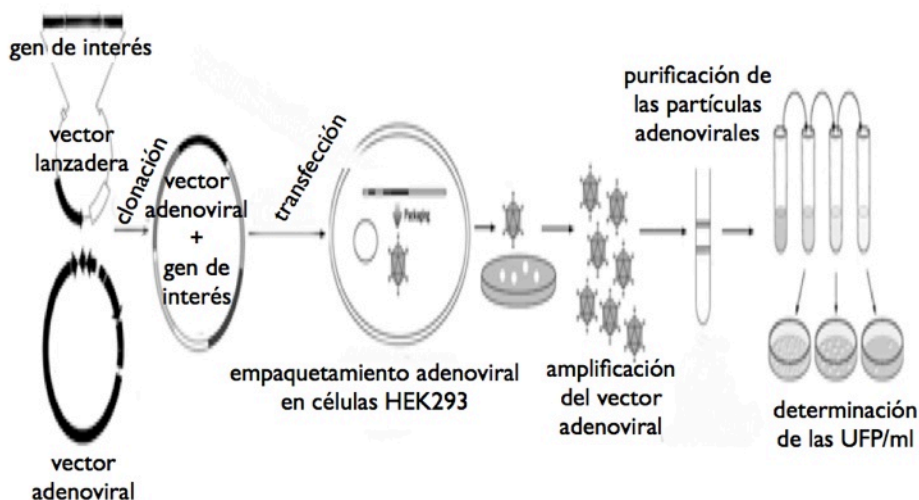 gen de interés
vector
lanzadera
vector
adenoviral
clonación
vector
adenoviral
+
gen de
interés
transfección
Packaging
empaquetamiento adenoviral
en células HEK293
amplificación
del vector
adenoviral
purificación de
las partículas
adenovirales
determinación
de las UFP/ml